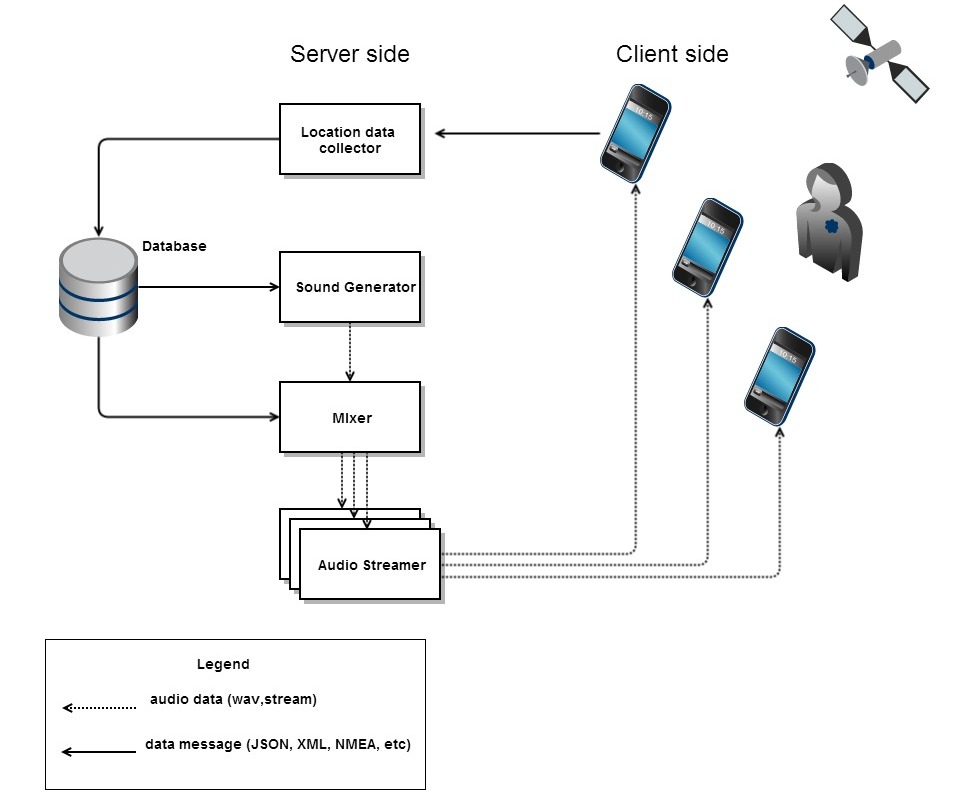 Server side
Client side
Location data
collector
10.15
10.15
Database
Sound Generator
10.15
MIxer
Audio Streamer
Legend
audio data (wav,stream)
data message (JSON, XML, NMEA, etc)